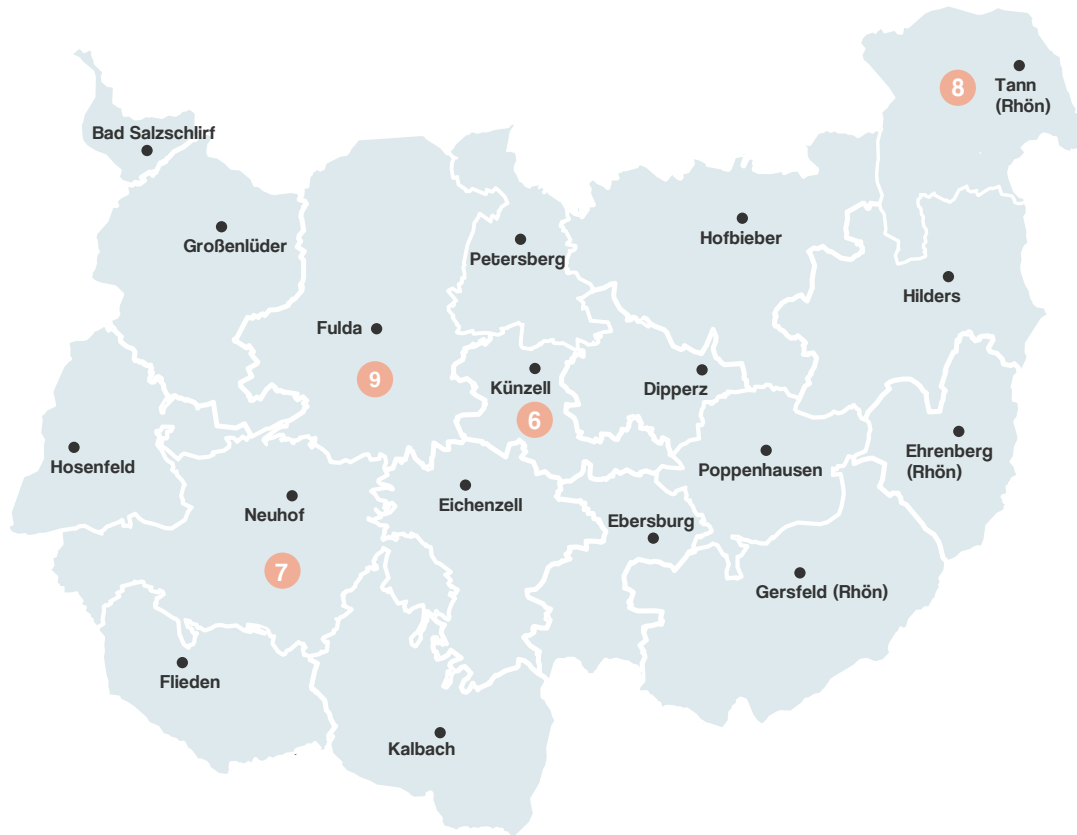 8
Tann
(Rhön)
Bad Salzschlirf
Großenlüder
Hofbieber
Petersberg
Hilders
Fulda
9
Künzell
6
Dipperz
Hosenfeld
Poppenhausen
Ehrenberg
(Rhön)
Neuhof
Eichenzell
Ebersburg
7
Gersfeld (Rhön)
Flieden
Kalbach